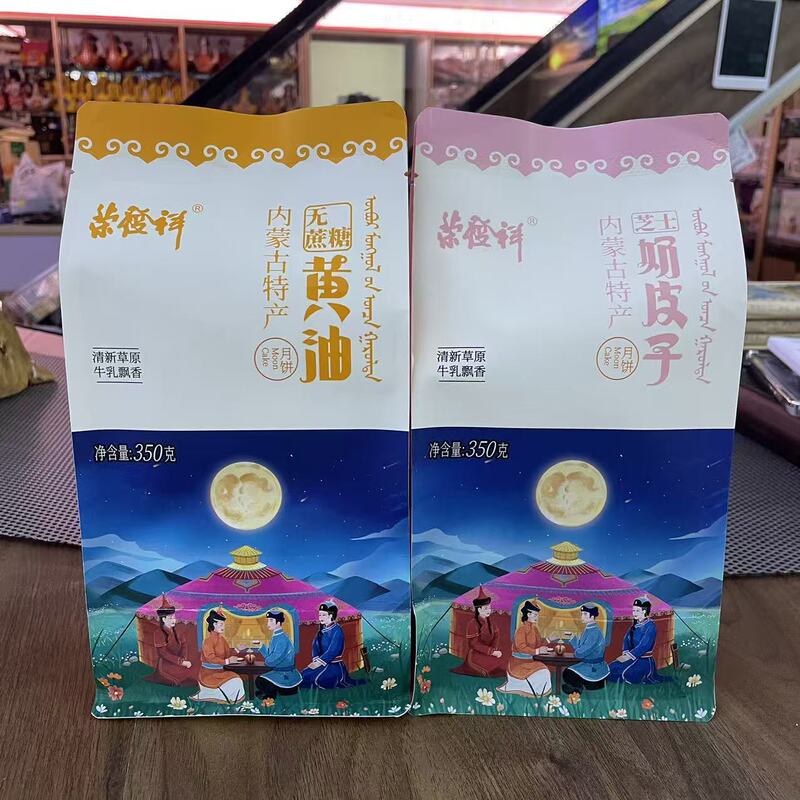 荣發祥®
无蔗糖
黄油
内蒙古特产
月饼
Moon Cake
清新草原
牛乳飘香
净含量:350克
荣發祥®
芝士
奶皮子
内蒙古特产
月饼
Moon Cake
清新草原
牛乳飘香
净含量:350克